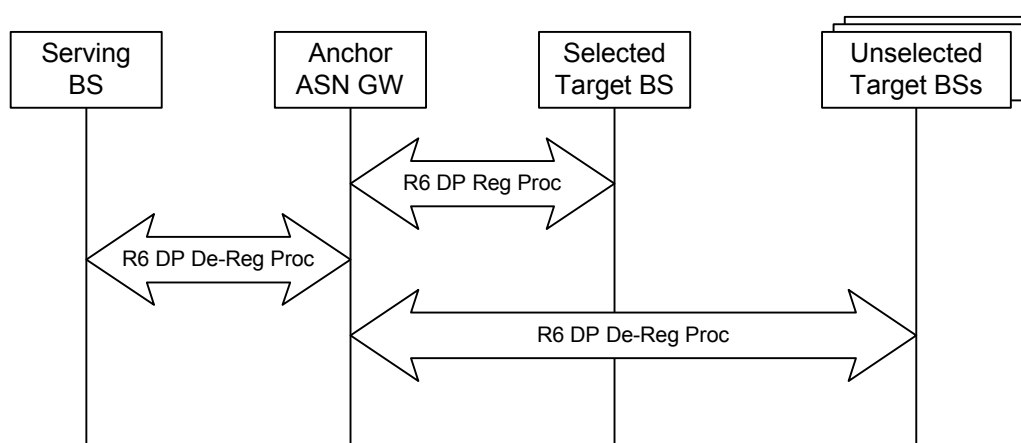 Serving
BS
Anchor
ASN GW
Selected
Target BS
Unselected
Target BSs
R6 DP Reg Proc
R6 DP De-Reg Proc
R6 DP De-Reg Proc